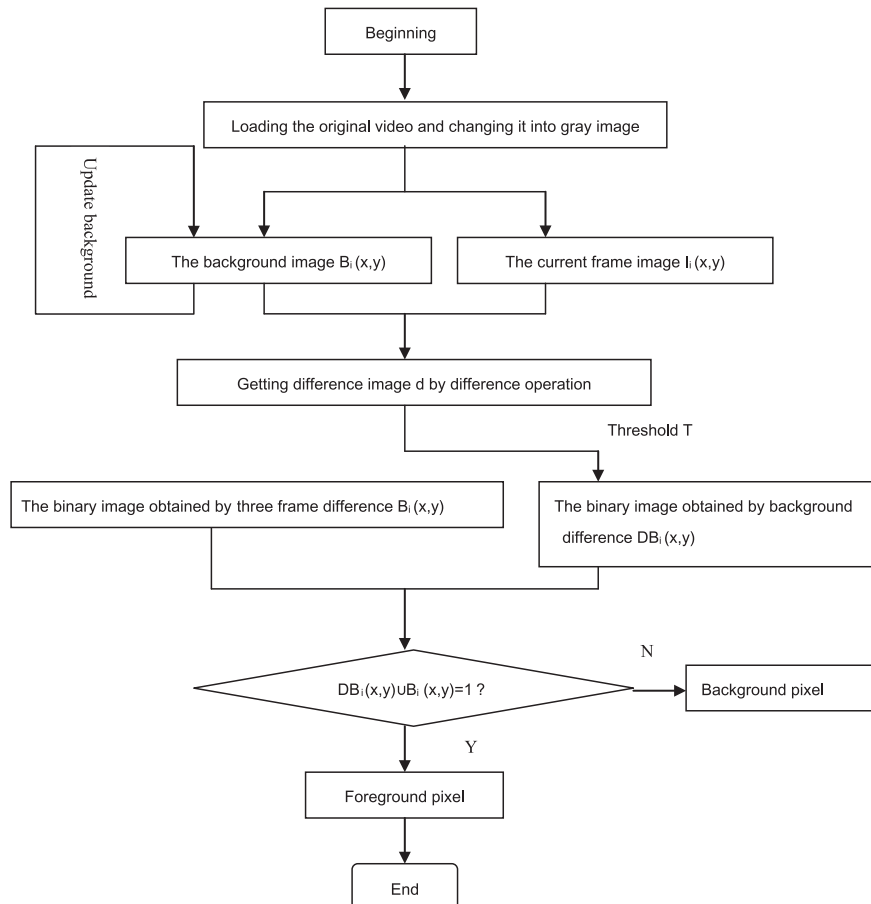 Beginning
Loading the original video and changing it into gray image
Update background
The background image Bᵢ(x,y)
The current frame image Iᵢ(x,y)
Getting difference image d by difference operation
Threshold T
The binary image obtained by three frame difference Bᵢ(x,y)
The binary image obtained by background
difference DBᵢ(x,y)
DBᵢ(x,y)∪Bᵢ(x,y)=1 ?
N
Background pixel
Y
Foreground pixel
End